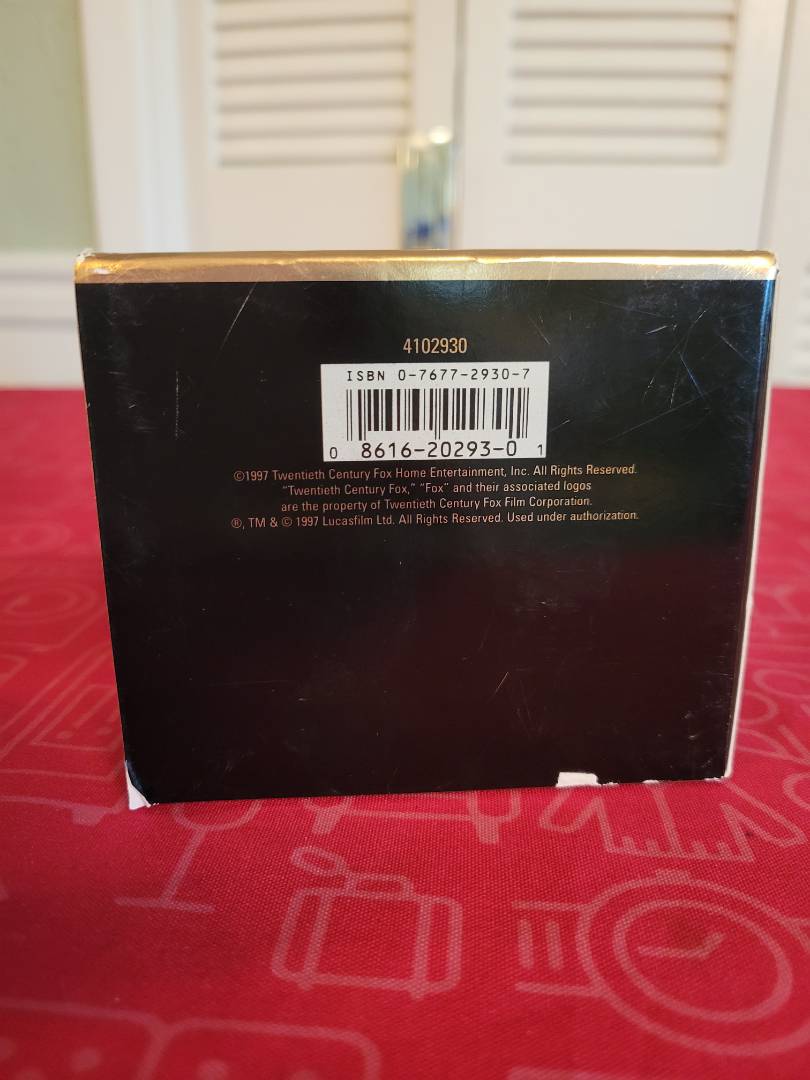 4102930
ISBN 0-7677-2930-7
0 8616-20293-0 1
©1997 Twentieth Century Fox Home Entertainment, Inc. All Rights Reserved.
"Twentieth Century Fox," "Fox" and their associated logos
are the property of Twentieth Century Fox Film Corporation.
®, TM & © 1997 Lucasfilm Ltd. All Rights Reserved. Used under authorization.